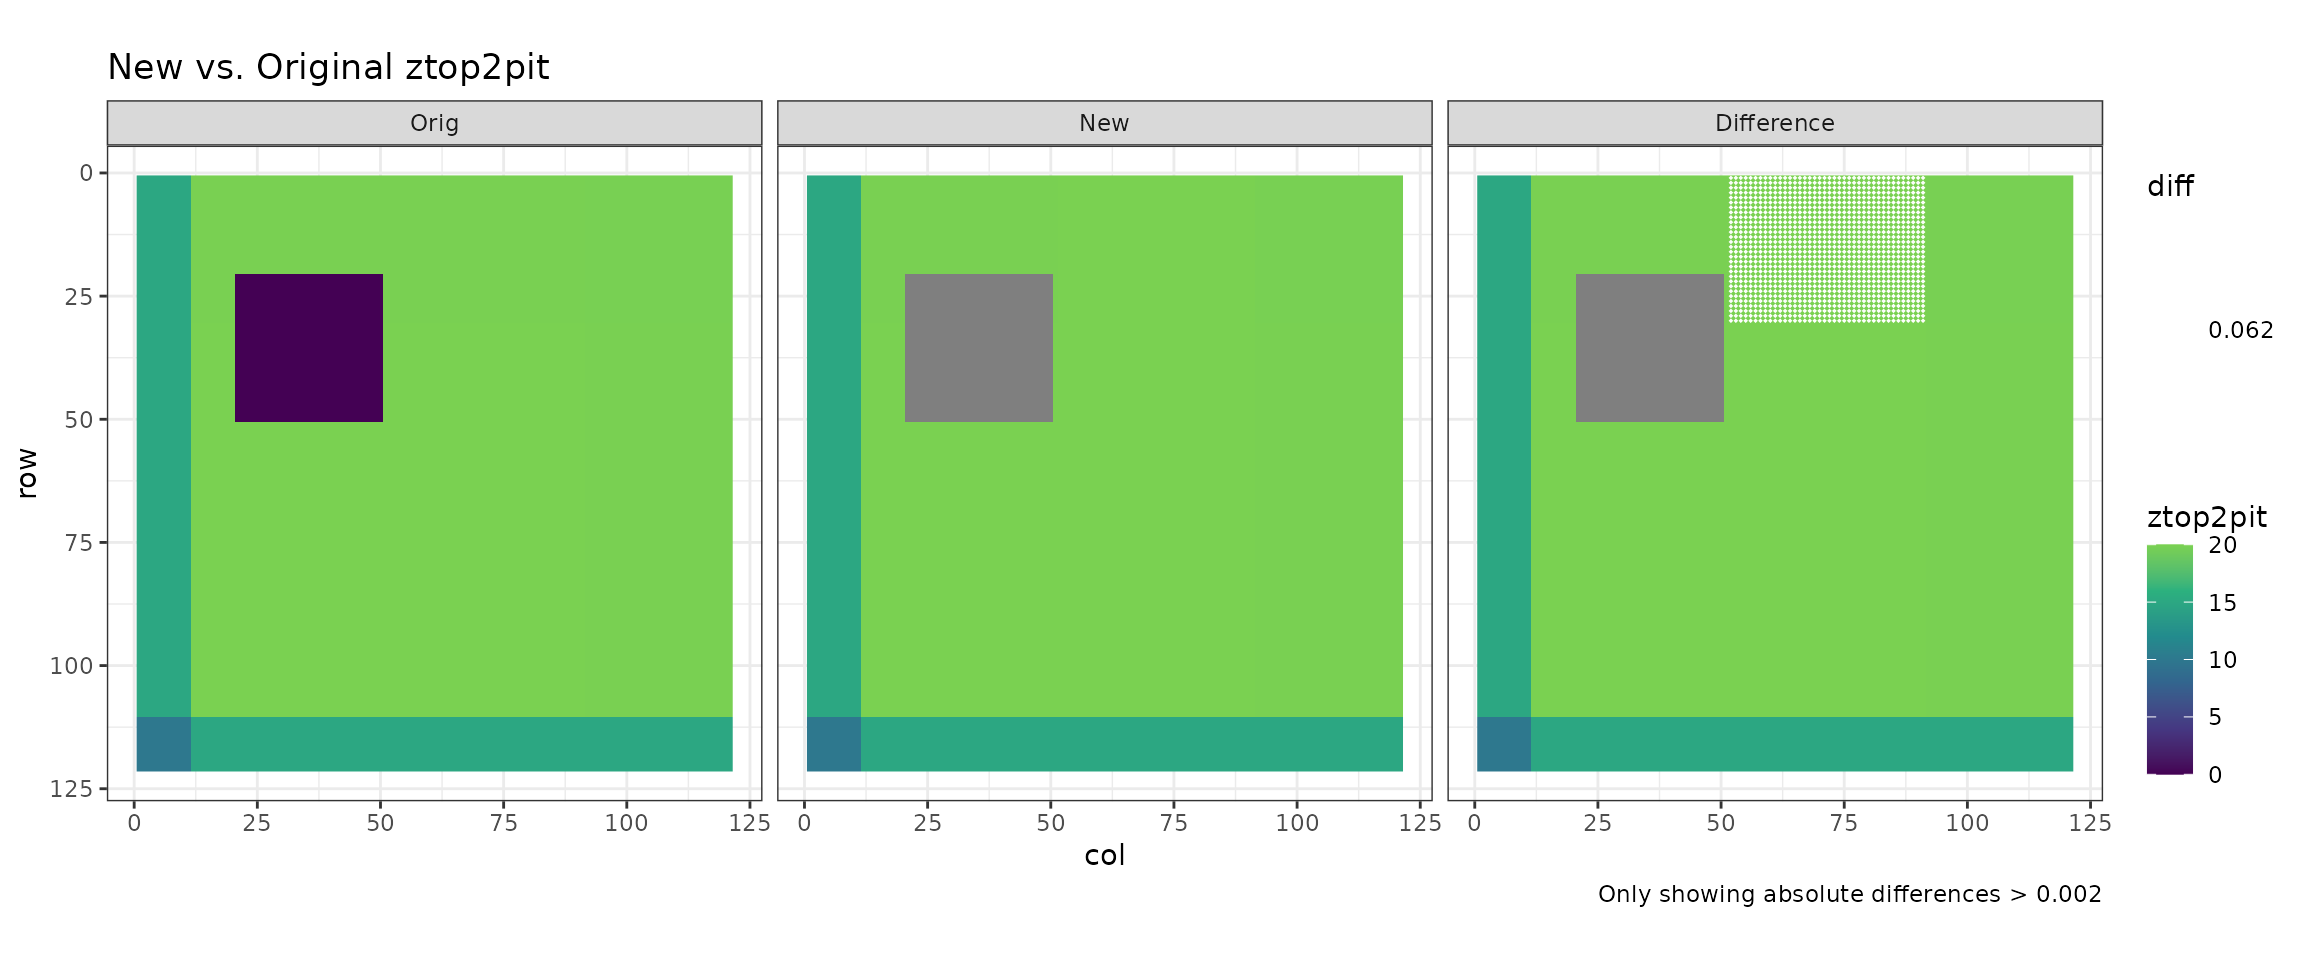 New vs. Original ztop2pit
Orig
New
Difference
0
25
50
75
100
125
row
0 25 50 75 100 125
0 25 50 75 100 125
0 25 50 75 100 125
col
diff
0.062
ztop2pit
20
15
10
5
0
Only showing absolute differences > 0.002